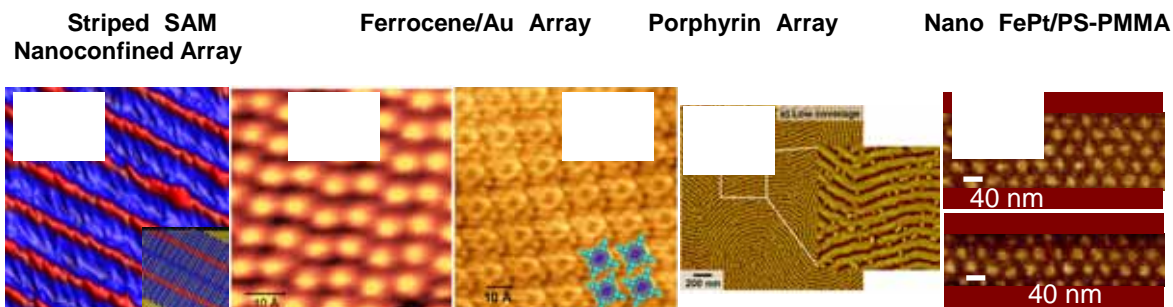 Striped SAM
Nanoconfined Array
Ferrocene/Au Array
Porphyrin Array
Nano FePt/PS-PMMA
a) Low coverage
10 Å
10 Å
200 nm
40 nm
40 nm